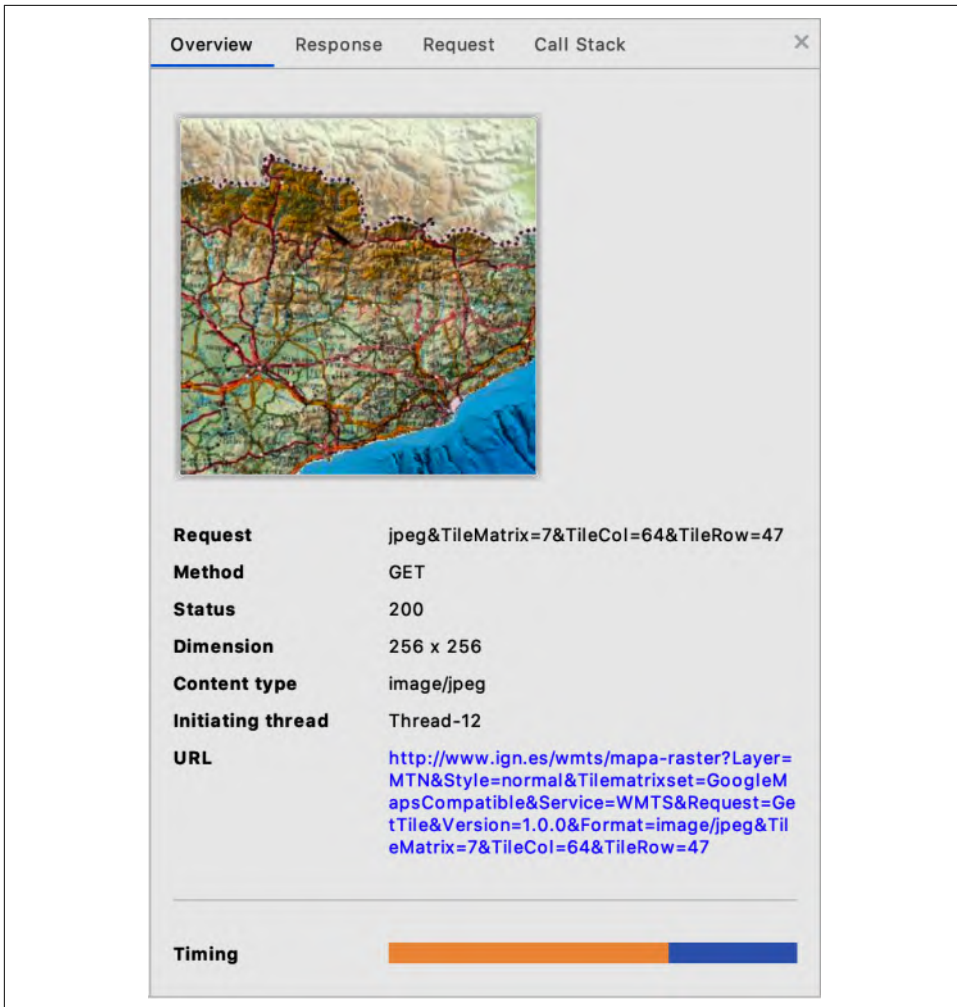 Overview Response Request Call Stack ×
Request jpeg&TileMatrix=7&TileCol=64&TileRow=47
Method GET
Status 200
Dimension 256 x 256
Content type image/jpeg
Initiating thread Thread-12
URL http://www.ign.es/wmts/mapa-raster?Layer=
MTN&Style=normal&Tilematrixset=GoogleM
apsCompatible&Service=WMTS&Request=Ge
tTile&Version=1.0.0&Format=image/jpeg&Til
eMatrix=7&TileCol=64&TileRow=47
Timing